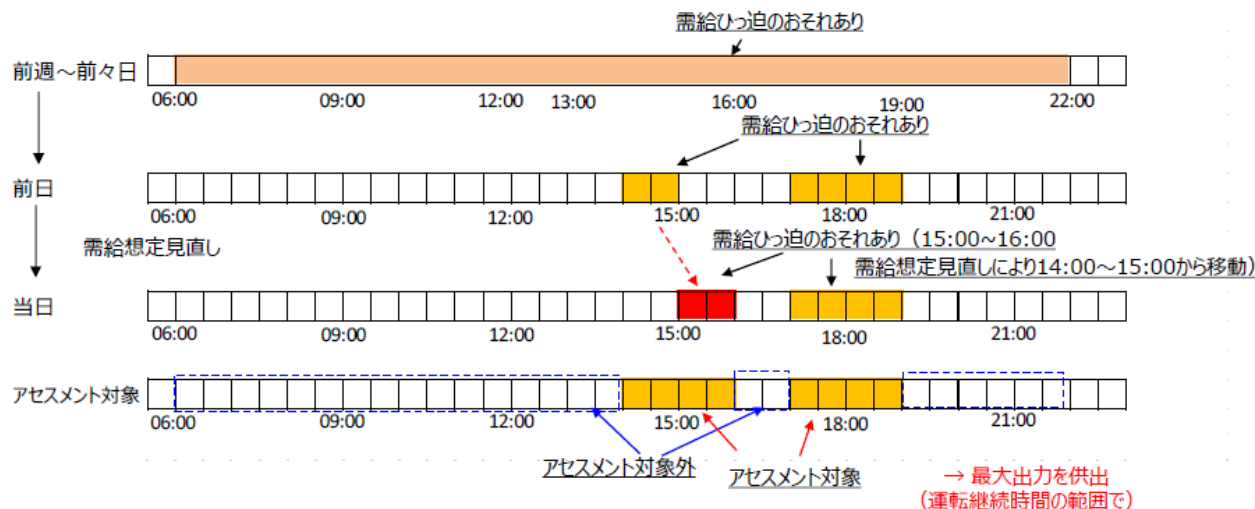 需給ひっ迫のおそれあり
前週～前々日
06:00 09:00 12:00 13:00 16:00 19:00 22:00
需給ひっ迫のおそれあり
前日
06:00 09:00 12:00 15:00 18:00 21:00
需給想定見直し
需給ひっ迫のおそれあり（15:00~16:00
需給想定見直しにより14:00～15:00から移動）
当日
06:00 09:00 12:00 15:00 18:00 21:00
アセスメント対象
06:00 09:00 12:00 15:00 18:00 21:00
アセスメント対象外 アセスメント対象
→ 最大出力を供出
（運転継続時間の範囲で）